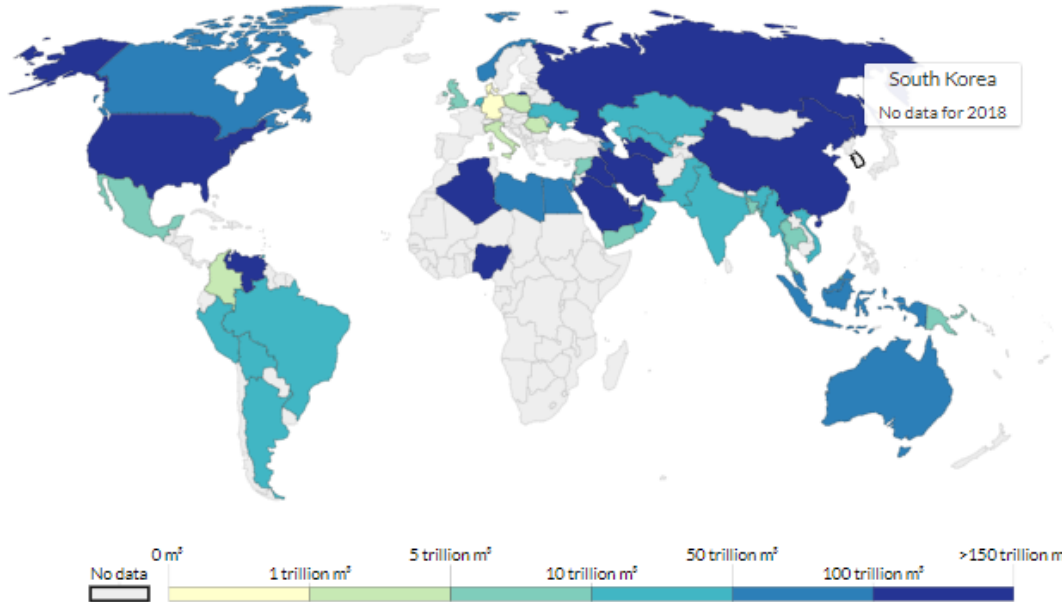 South Korea
No data for 2018
0 m³
5 trillion m³
50 trillion m³
>150 trillion m
No data
1 trillion m³
10 trillion m³
100 trillion m³